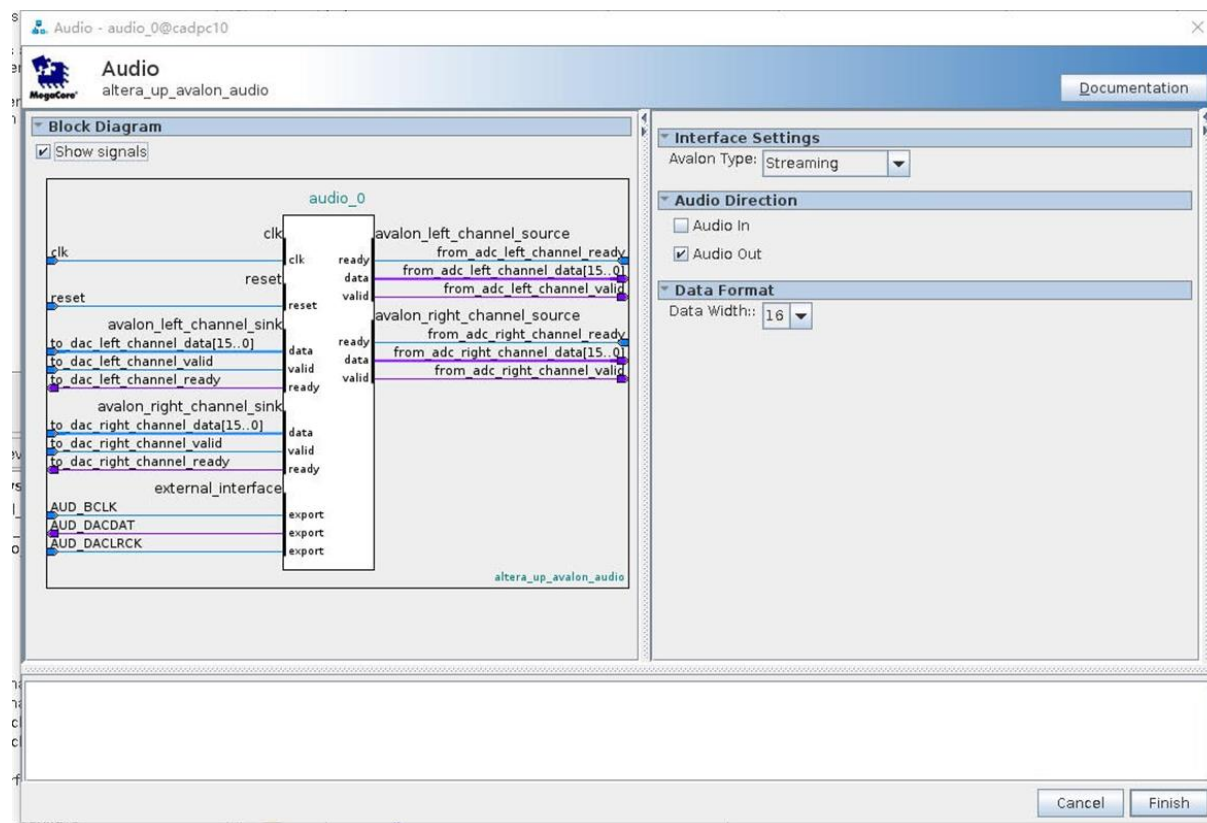 Audio - audio_0@cadpc10
MegaCore'
Audio
altera_up_avalon_audio
Documentation
Block Diagram
Show signals
audio_0
clk
clk
clk
reset
reset
reset
avalon_left_channel_sink
to_dac_left_channel_data[15..0]
data
to_dac_left_channel_valid
valid
to_dac_left_channel_ready
ready
avalon_right_channel_sink
to_dac_right_channel_data[15..0]
data
to_dac_right_channel_valid
valid
to_dac_right_channel_ready
ready
external_interface
AUD_BCLK
export
AUD_DACDAT
export
AUD_DACLRCK
export
avalon_left_channel_source
ready
from_adc_left_channel_ready
data
from_adc_left_channel_data[15..0]
valid
from_adc_left_channel_valid
avalon_right_channel_source
ready
from_adc_right_channel_ready
data
from_adc_right_channel_data[15..0]
valid
from_adc_right_channel_valid
altera_up_avalon_audio
Interface Settings
Avalon Type: Streaming
Audio Direction
Audio In
Audio Out
Data Format
Data Width:: 16
Cancel
Finish